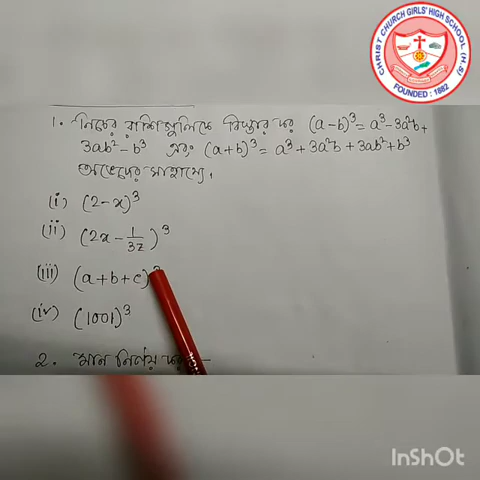 CHRIST CHURCH GIRLS' HIGH SCHOOL (H.S)
FOUNDED : 1882
1. নিচের রাশিগুলিকে বিস্তার কর (a-b)³ = a³-3a²b+
3ab²-b³ এবং (a+b)³ = a³+3a²b+3ab²+b³
অভেদের সাহায্যে।
(i) (2-x)³
(ii) (2x - 1/3z)³
(iii) (a+b+c)³
(iv) (1001)³
2. মান নির্ণয় কর -
InShOt